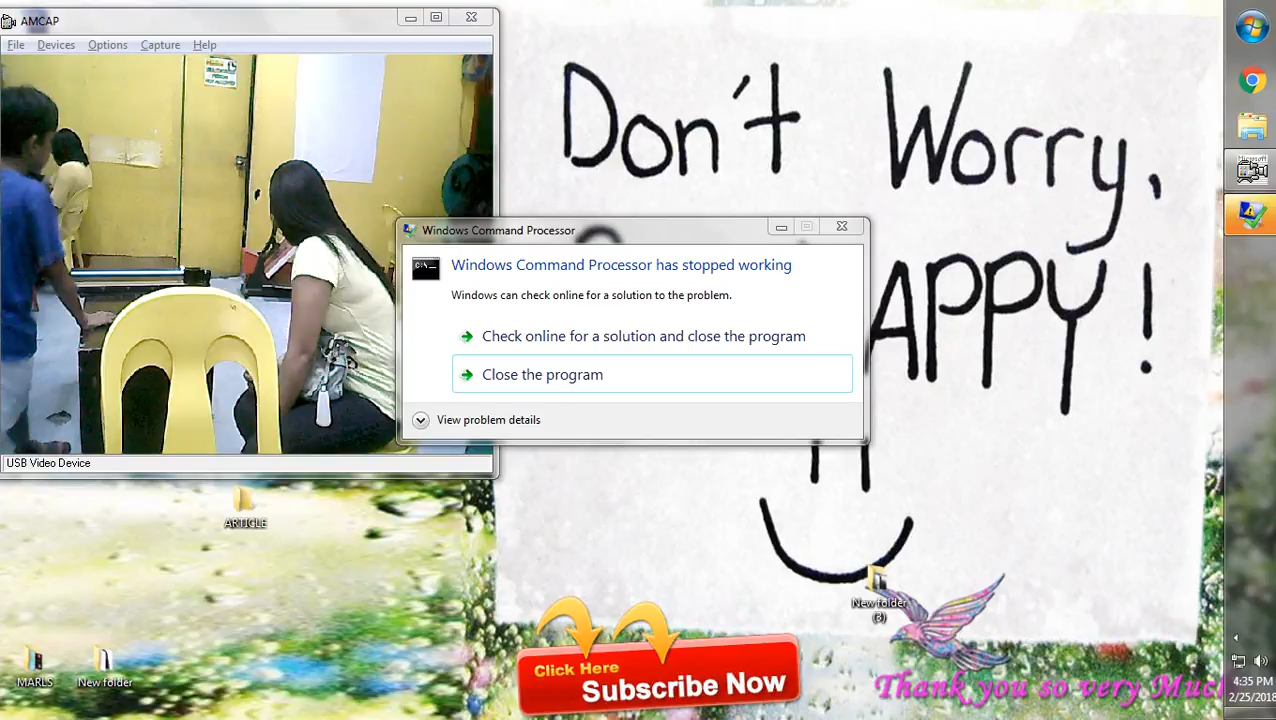 AMCAP
File Devices Options Capture Help
Don't Worry,
APPY!
Windows Command Processor
C:\._
Windows Command Processor has stopped working
Windows can check online for a solution to the problem.
Check online for a solution and close the program
Close the program
View problem details
USB Video Device
ARTICLE
New folder
(3)
MARLS
New folder
Click Here
Subscribe Now
Thank you so very Much
Microsoft
4:35 PM
2/25/2018